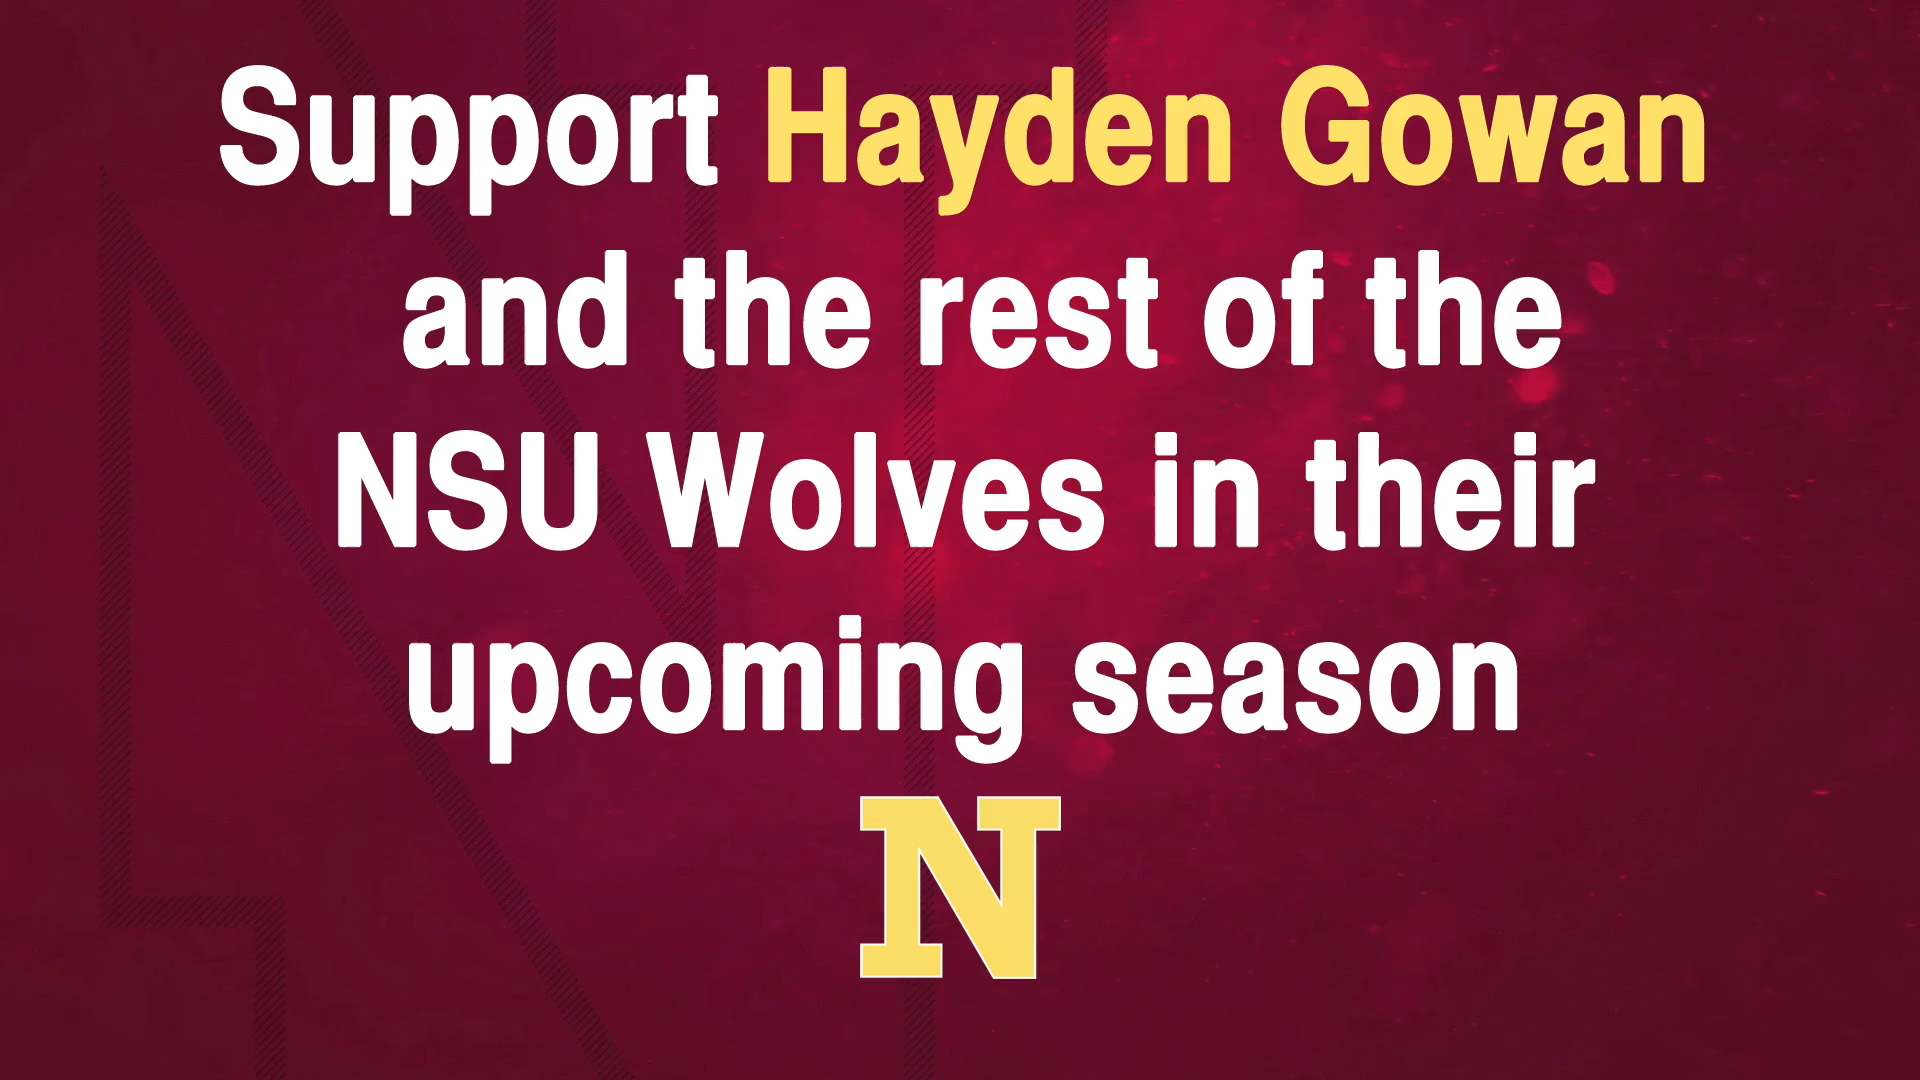 Support Hayden Gowan
and the rest of the
NSU Wolves in their
upcoming season
N